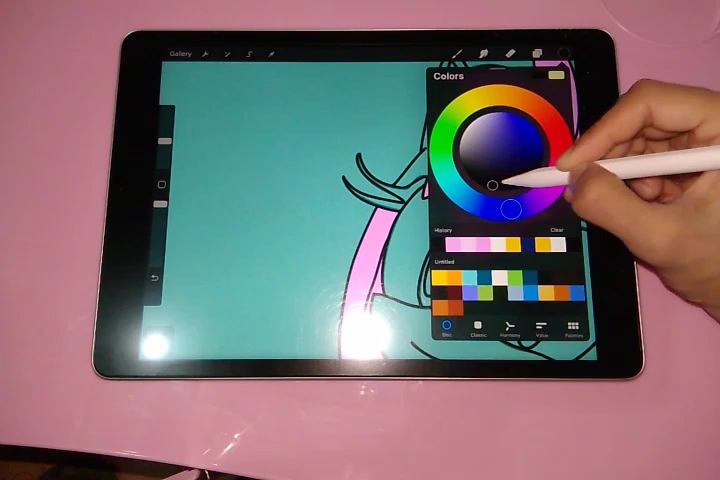 Gallery
Colors
History Clear
Untitled
Disc Classic Harmony Value Palettes